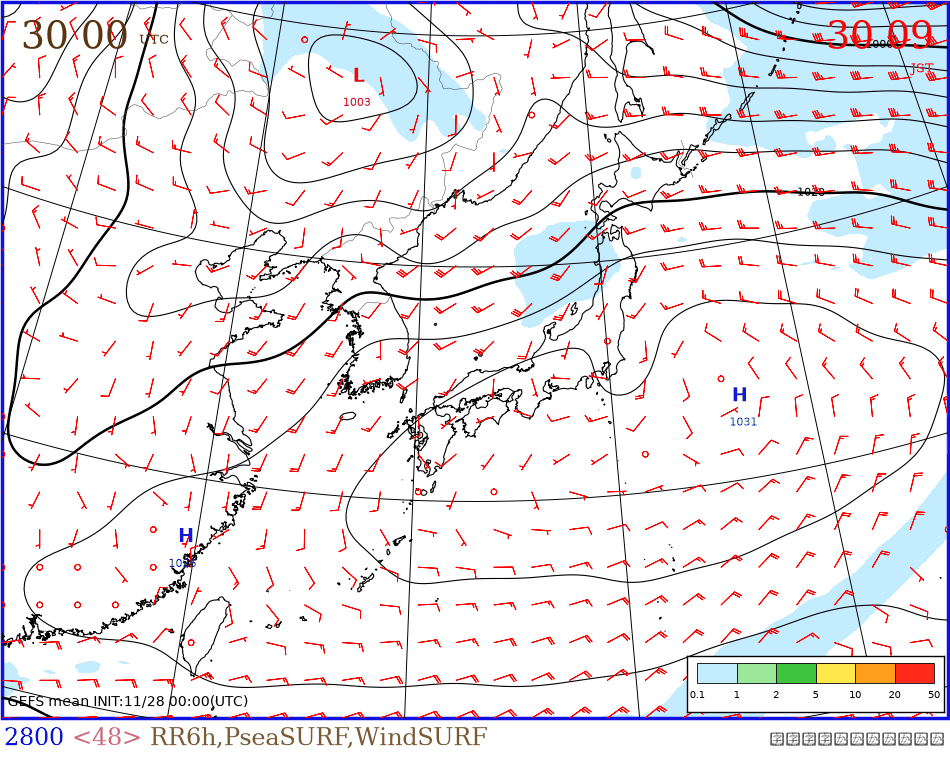 30 00 UTC
30 09
JST
L
1003
1020
H
1031
H
GEFS mean INIT:11/28 00:00(UTC)
0.1 1 2 5 10 20 50
2800 <48> RR6h,PseaSURF,WindSURF